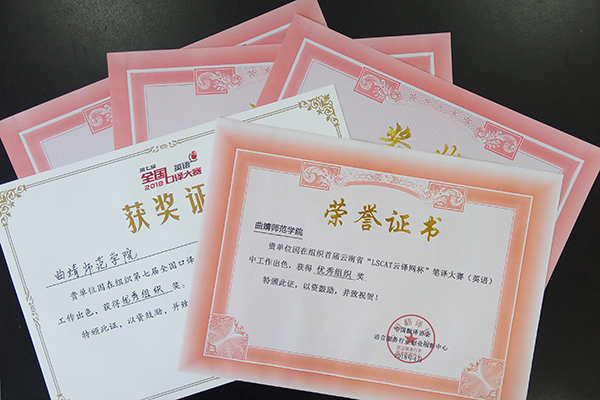 奖
第七届
全国
英语
2018
口译大赛
获奖证
曲靖师范学院
贵单位因在组织第七届全国口译
工作出色，获得优秀组织奖。
特颁此证，以资鼓励，并致
荣誉证书
曲靖师范学院
贵单位因在组织首届云南省“LSCAT云译网杯”笔译大赛（英语）
中工作出色，获得 优秀组织 奖
特颁此证，以资鼓励，并致祝贺！
中国翻译协会